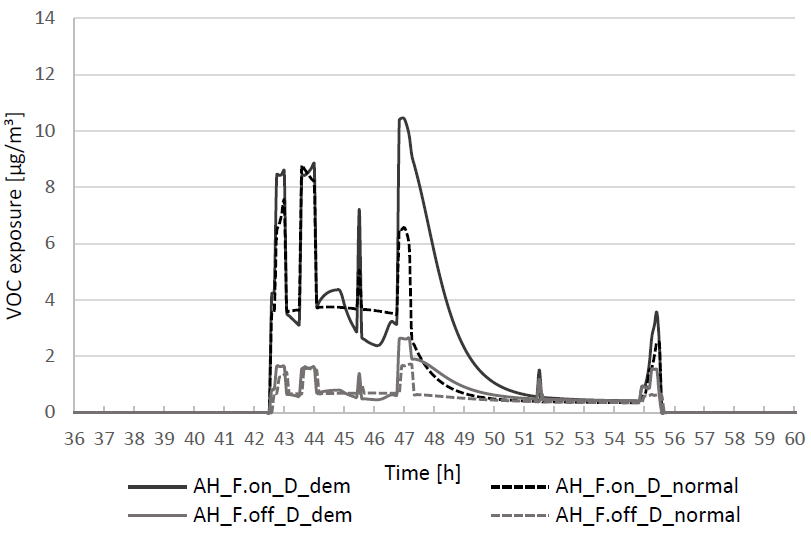 14
12
10
8
6
4
2
0
VOC exposure [µg/m³]
36 37 38 39 40 41 42 43 44 45 46 47 48 49 50 51 52 53 54 55 56 57 58 59 60
Time [h]
AH_F.on_D_dem AH_F.on_D_normal
AH_F.off_D_dem AH_F.off_D_normal